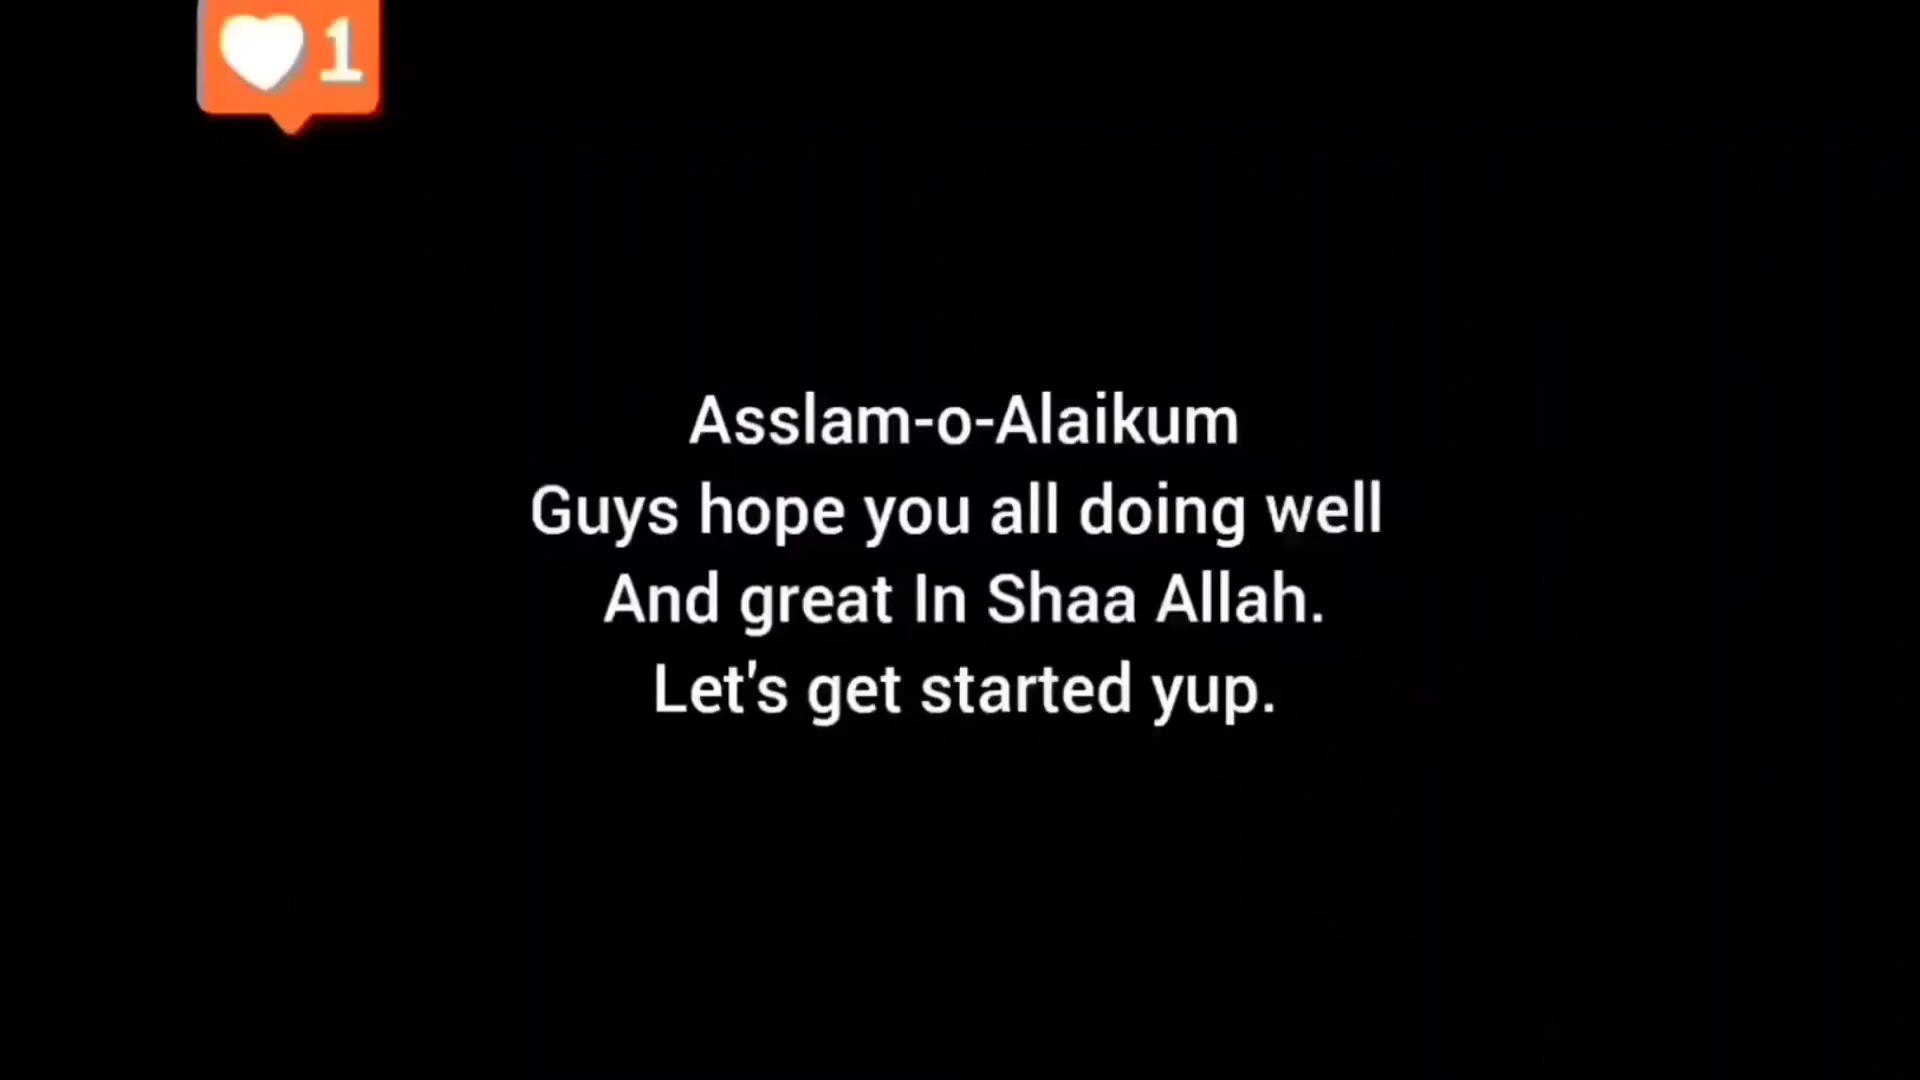 1
Asslam-o-Alaikum
Guys hope you all doing well
And great In Shaa Allah.
Let's get started yup.